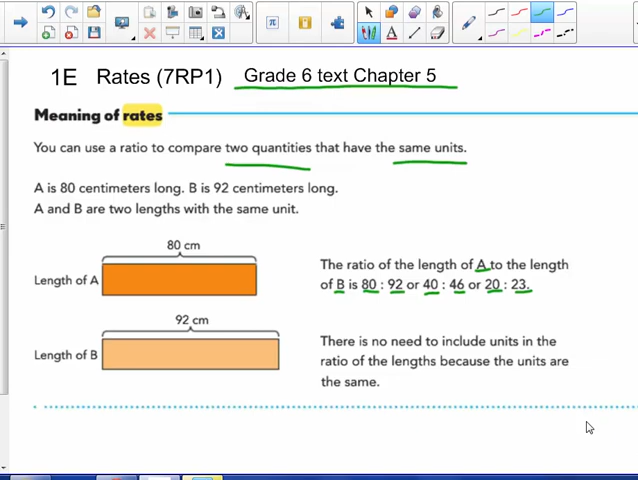 1E Rates (7RP1) Grade 6 text Chapter 5
Meaning of rates
You can use a ratio to compare two quantities that have the same units.
A is 80 centimeters long. B is 92 centimeters long.
A and B are two lengths with the same unit.
80 cm
Length of A
The ratio of the length of A to the length
of B is 80 : 92 or 40 : 46 or 20 : 23.
92 cm
Length of B
There is no need to include units in the
ratio of the lengths because the units are
the same.